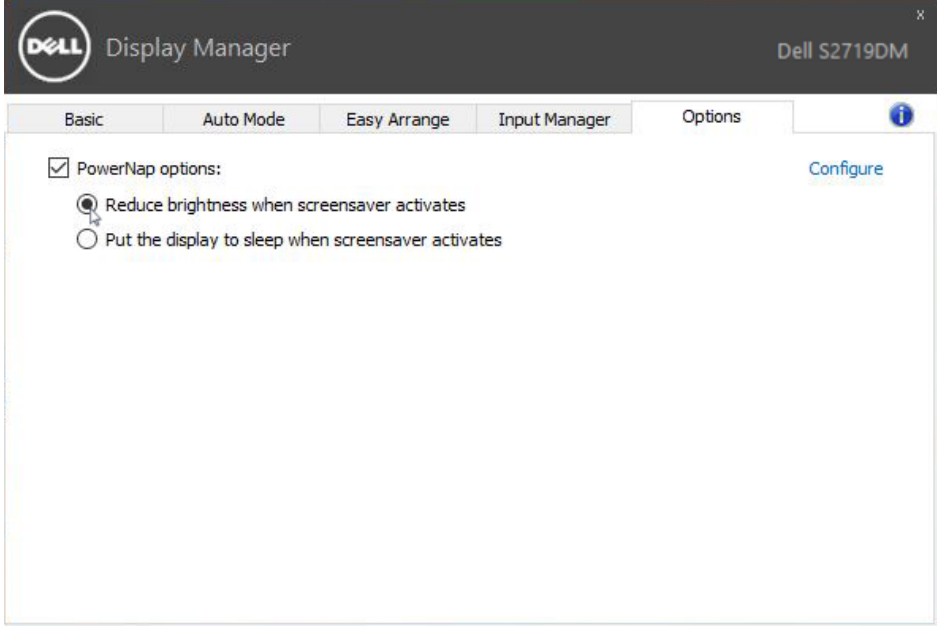 x
DELL Display Manager
Dell S2719DM
Basic
Auto Mode
Easy Arrange
Input Manager
Options
i
PowerNap options:
Configure
Reduce brightness when screensaver activates
Put the display to sleep when screensaver activates